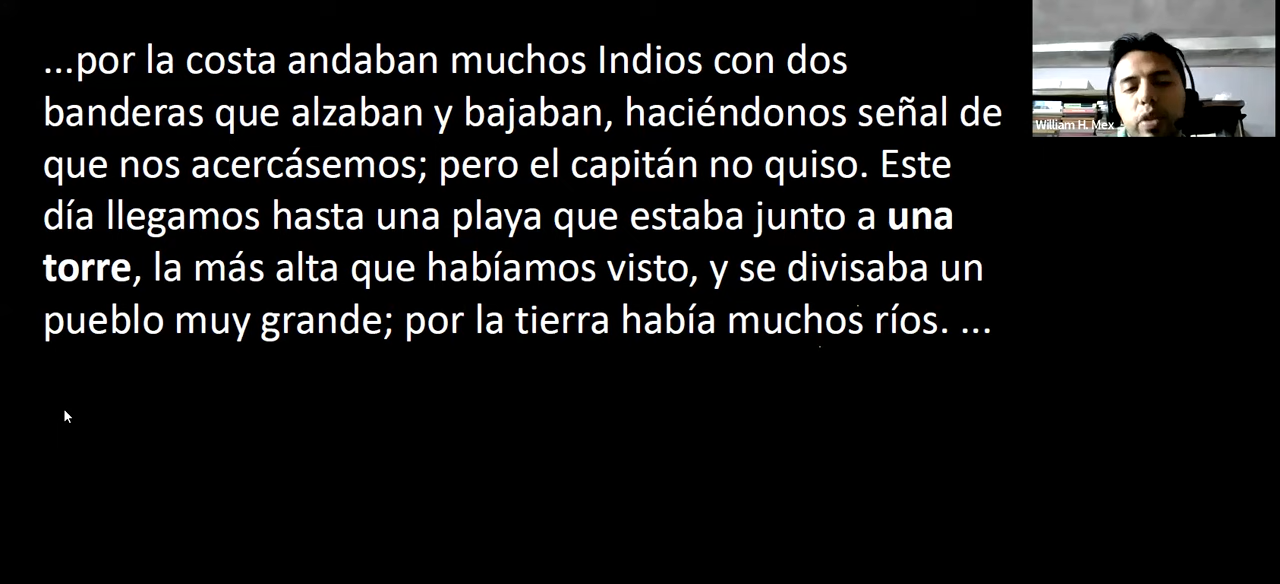 ...por la costa andaban muchos Indios con dos
banderas que alzaban y bajaban, haciéndonos señal de
que nos acercásemos; pero el capitán no quiso. Este
día llegamos hasta una playa que estaba junto a una
torre, la más alta que habíamos visto, y se divisaba un
pueblo muy grande; por la tierra había muchos ríos. ...
William H. Mex